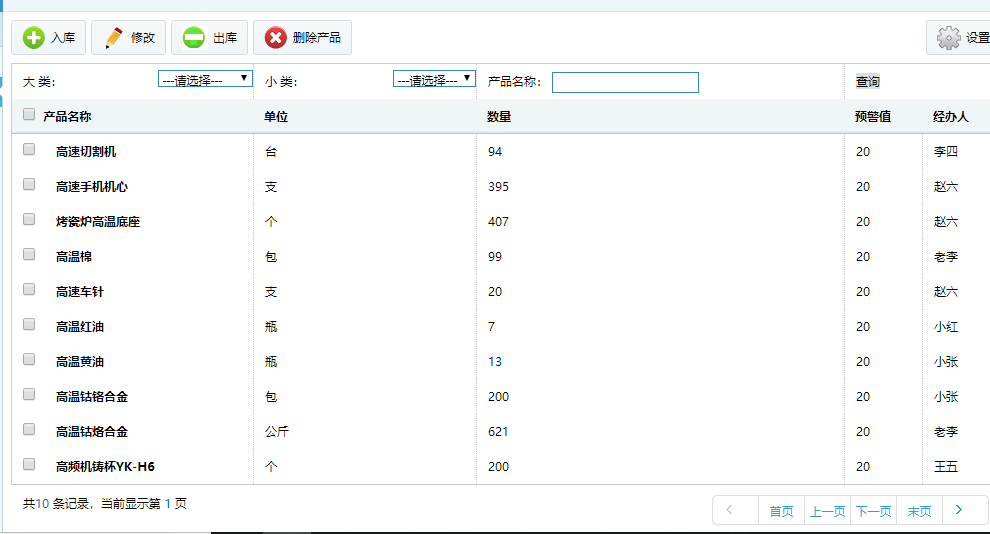 入库 修改 出库 删除产品 设置
大 类: ---请选择--- 小 类: ---请选择--- 产品名称: 查询
产品名称 单位 数量 预警值 经办人
高速切割机 台 94 20 李四
高速手机机心 支 395 20 赵六
烤瓷炉高温底座 个 407 20 赵六
高温棉 包 99 20 老李
高速车针 支 20 20 赵六
高温红油 瓶 7 20 小红
高温黄油 瓶 13 20 小张
高温钴铬合金 包 200 20 小张
高温钴烙合金 公斤 621 20 老李
高频机铸杯YK-H6 个 200 20 王五
共10 条记录，当前显示第 1 页 首页 上一页 下一页 末页